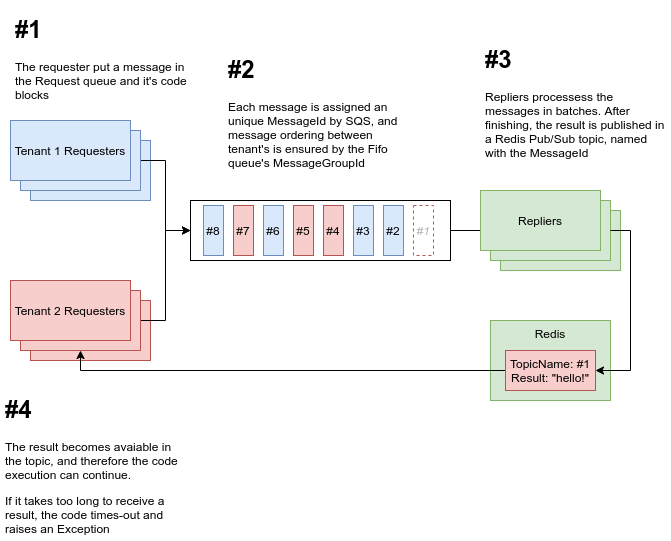 #1
The requester put a message in
the Request queue and it's code
blocks
#2
Each message is assigned an
unique MessageId by SQS, and
message ordering between
tenant's is ensured by the Fifo
queue's MessageGroupId
#3
Repliers processess the
messages in batches. After
finishing, the result is published in
a Redis Pub/Sub topic, named
with the MessageId
Tenant 1 Requesters
#8 #7 #6 #5 #4 #3 #2 #1
Repliers
Tenant 2 Requesters
Redis
TopicName: #1
Result: "hello!"
#4
The result becomes avaiable in
the topic, and therefore the code
execution can continue.
If it takes too long to receive a
result, the code times-out and
raises an Exception